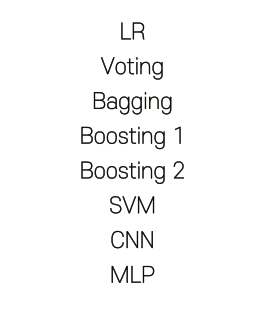 LR
Voting
Bagging
Boosting 1
Boosting 2
SVM
CNN
MLP